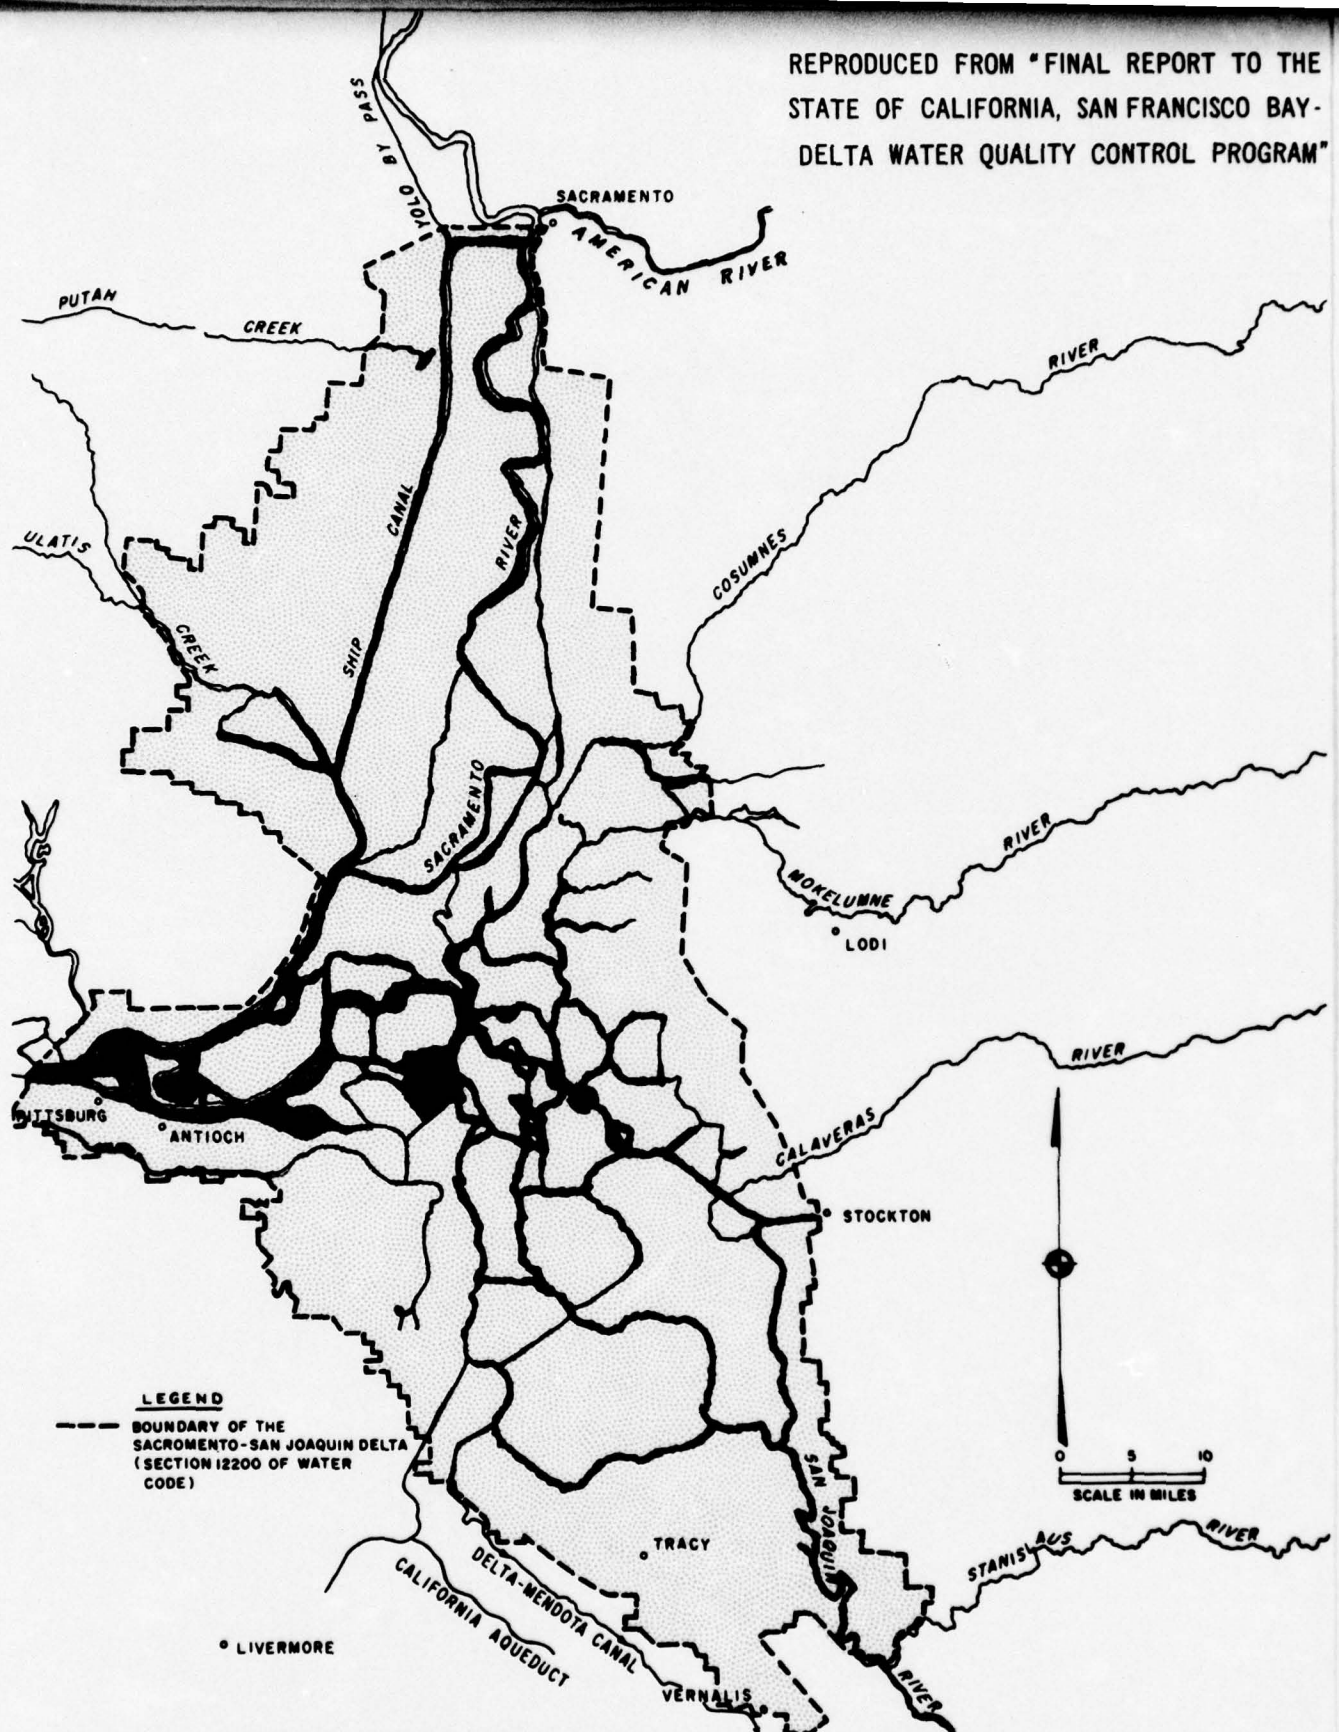 REPRODUCED FROM "FINAL REPORT TO THE
STATE OF CALIFORNIA, SAN FRANCISCO BAY-
DELTA WATER QUALITY CONTROL PROGRAM"
YOLO BY PASS
SACRAMENTO
AMERICAN RIVER
PUTAH CREEK
RIVER
COSUMNES
ULATIS
CREEK
SHIP CANAL
RIVER
SACRAMENTO
RIVER
MOKELUMNE
LODI
RIVER
CALAVERAS
PITTSBURG
ANTIOCH
STOCKTON
LEGEND
BOUNDARY OF THE
SACROMENTO-SAN JOAQUIN DELTA
(SECTION 12200 OF WATER
CODE)
0 5 10
SCALE IN MILES
SAN JOAQUIN
RIVER
STANISLAUS RIVER
TRACY
DELTA-MENDOTA CANAL
CALIFORNIA AQUEDUCT
LIVERMORE
VERNALIS